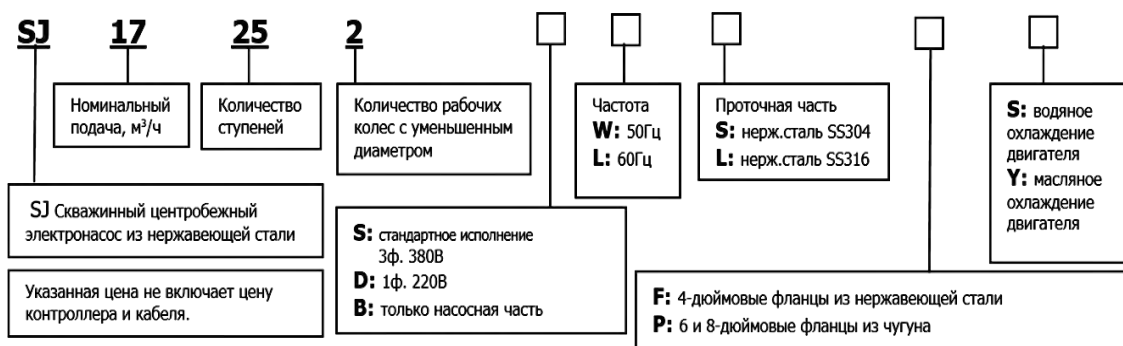 SJ 17 25 2
Номинальный
подача, м³/ч
Количество
ступеней
Количество рабочих
колес с уменьшенным
диаметром
Частота
W: 50Гц
L: 60Гц
Проточная часть
S: нерж.сталь SS304
L: нерж.сталь SS316
S: водяное
охлаждение
двигателя
Y: масляное
охлаждение
двигателя
SJ Скважинный центробежный
электронасос из нержавеющей стали
Указанная цена не включает цену
контроллера и кабеля.
S: стандартное исполнение
3ф. 380В
D: 1ф. 220В
B: только насосная часть
F: 4-дюймовые фланцы из нержавеющей стали
P: 6 и 8-дюймовые фланцы из чугуна